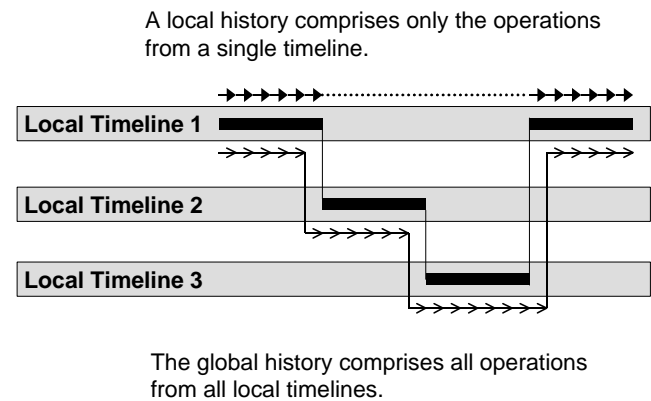 A local history comprises only the operations
from a single timeline.
Local Timeline 1
Local Timeline 2
Local Timeline 3
The global history comprises all operations
from all local timelines.